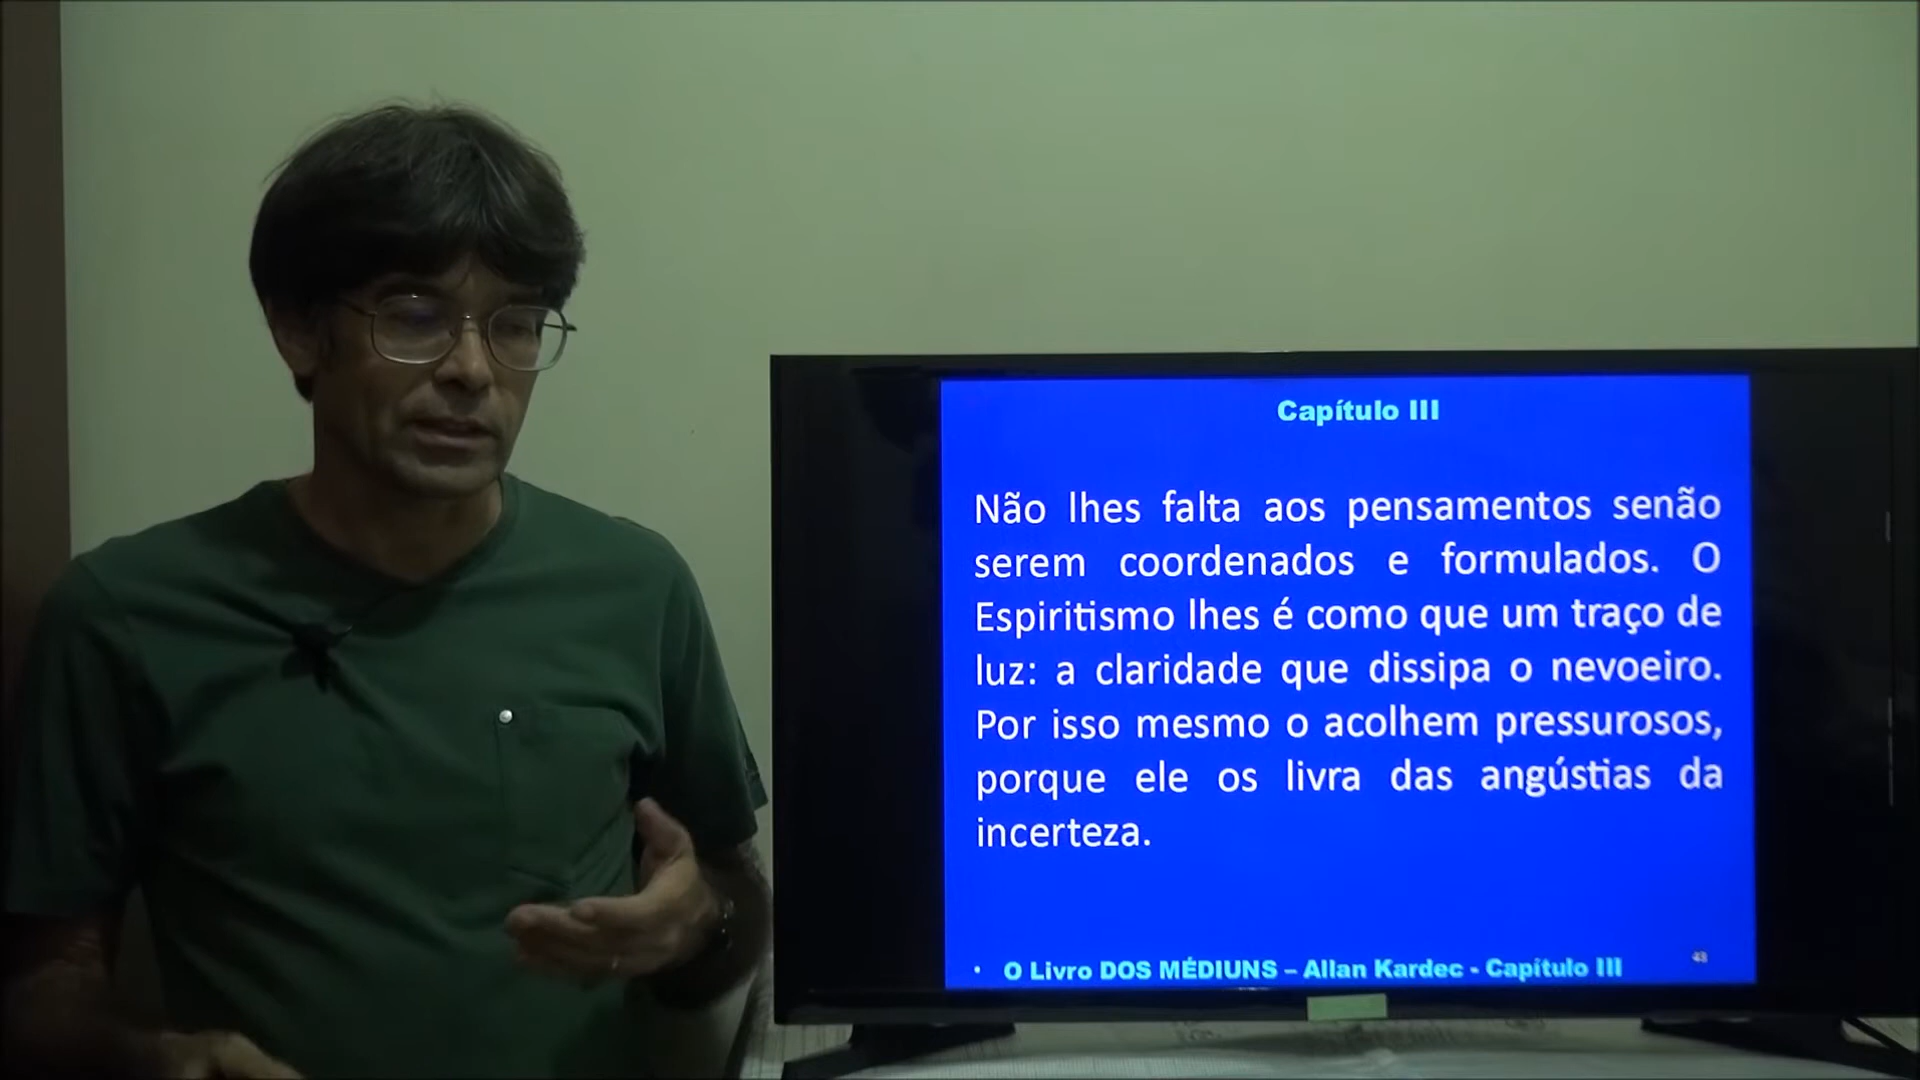 Capítulo III
Não lhes falta aos pensamentos senão
serem coordenados e formulados. O
Espiritismo lhes é como que um traço de
luz: a claridade que dissipa o nevoeiro.
Por isso mesmo o acolhem pressurosos,
porque ele os livra das angústias da
incerteza.
• O Livro DOS MÉDIUNS – Allan Kardec - Capítulo III
43